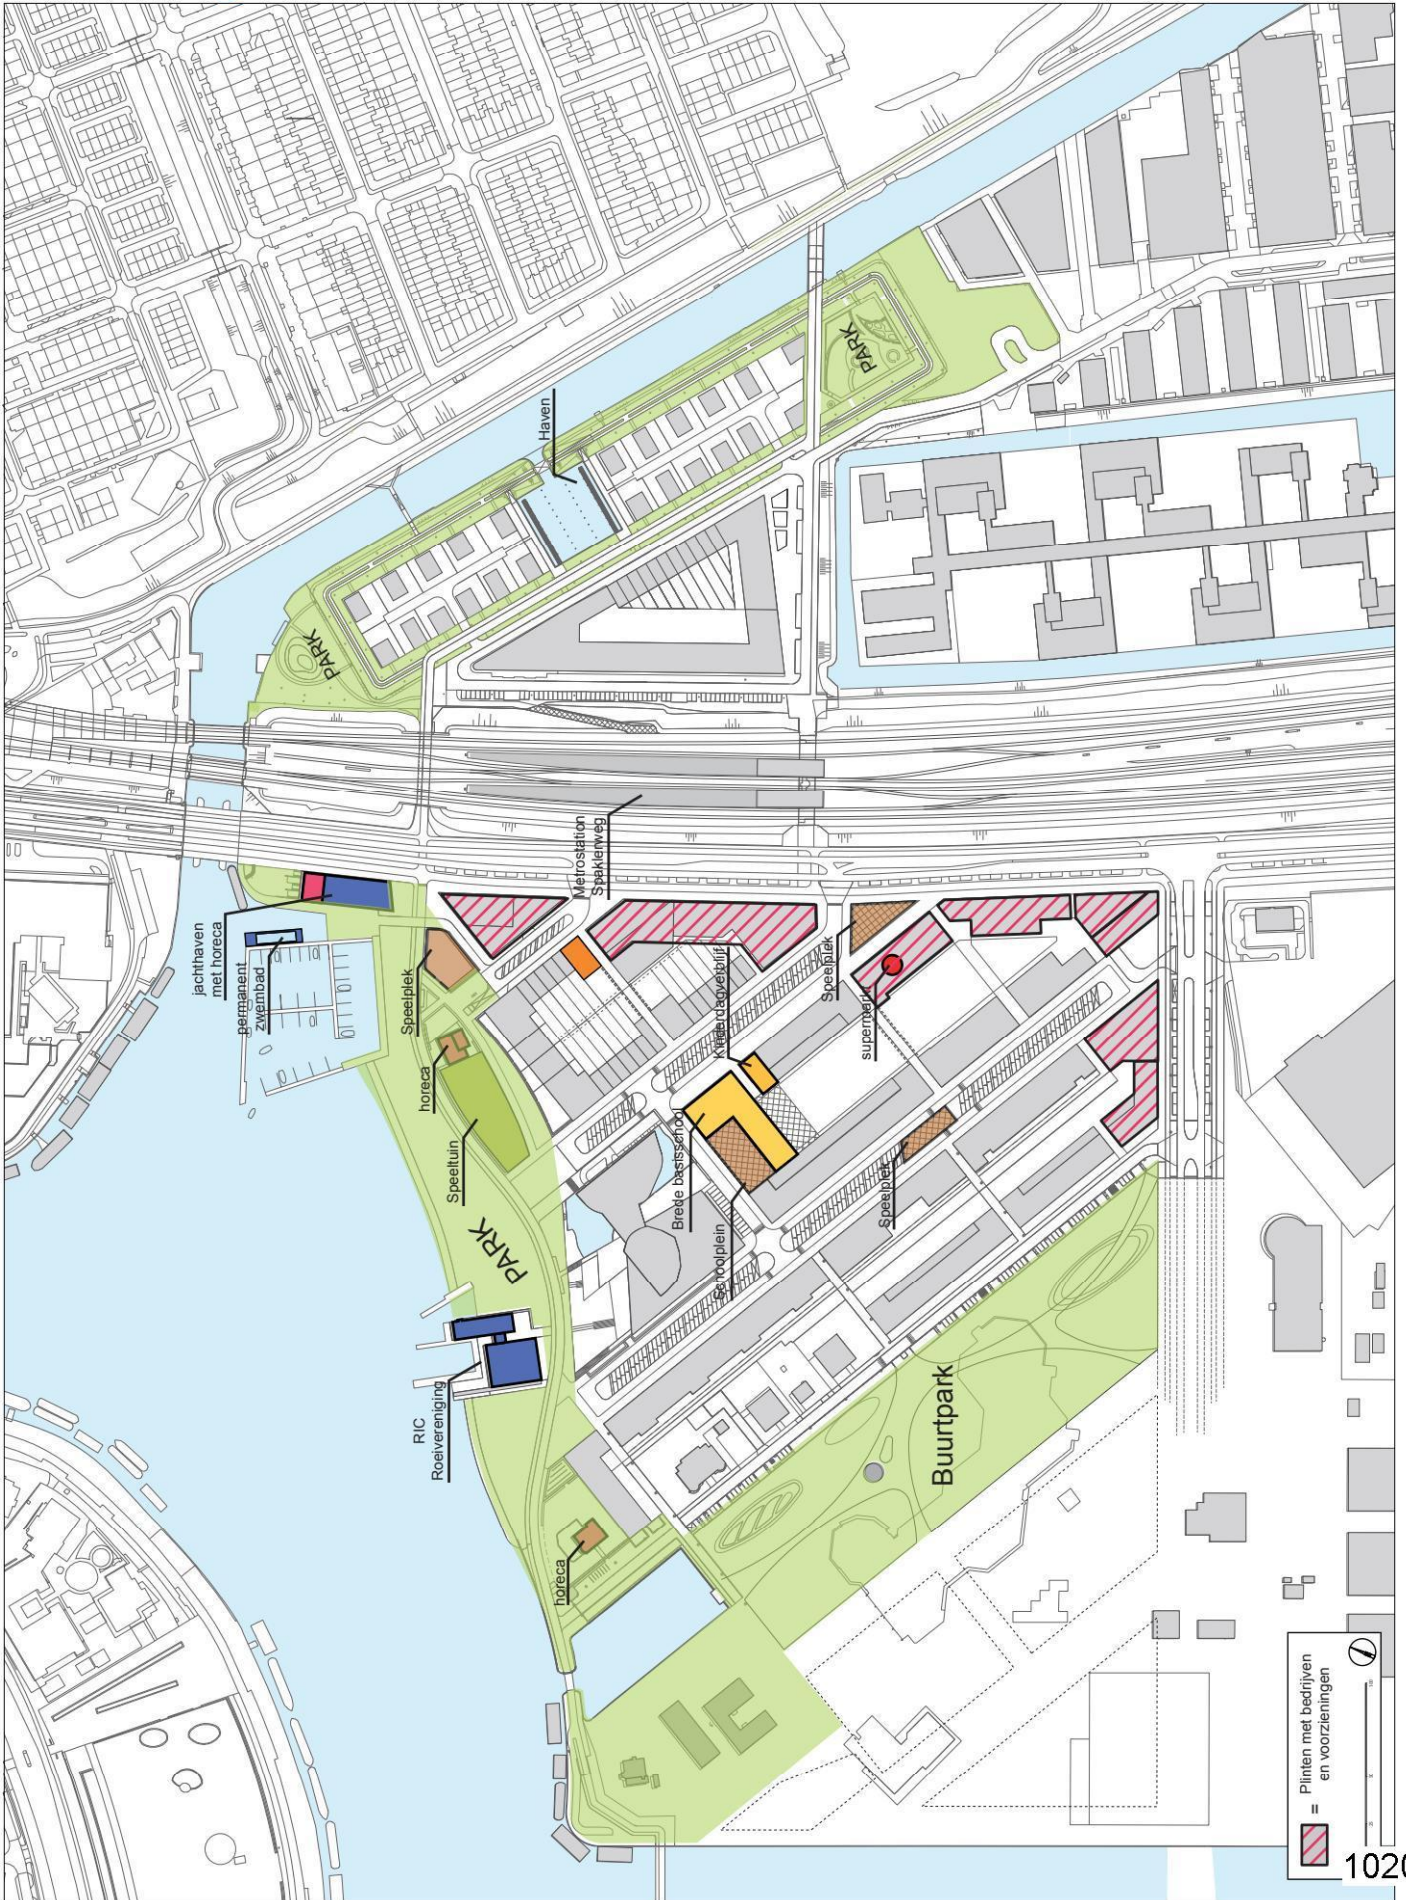 Haven
PARK
PARK
Metrostation
Spaklerweg
jachthaven
met horeca
permanent
zwembad
Speelplek
horeca
Speeltuin
PARK
RIC
Roeivereniging
horeca
Kinderdagverblijf
Brede basisschool
Schoolplein
Speelplek
supermarkt
Speelplek
Buurtpark
= Plinten met bedrijven
en voorzieningen
102